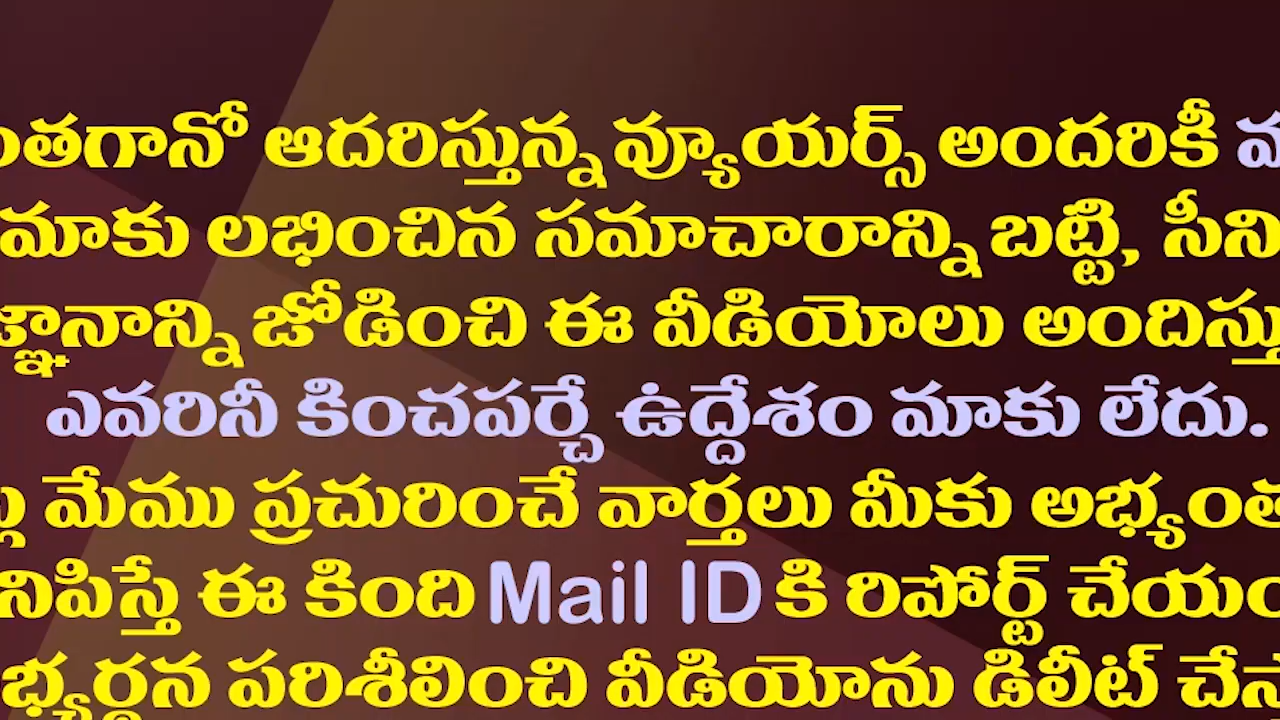 ంతగానో ఆదరిస్తున్న వ్యూయర్స్ అందరికీ
మాకు లభించిన సమాచారాన్ని బట్టి, సీని
జ్ఞానాన్ని జోడించి ఈ వీడియోలు అందిస్తు
ఎవరినీ కించపర్చే ఉద్దేశం మాకు లేదు.
మేము ప్రచురించే వార్తలు మీకు అభ్యంత
నిపిస్తే ఈ కింది Mail ID కి రిపోర్ట్ చేయం
భ్యర్థన పరిశీలించి వీడియోను డిలీట్ చేస